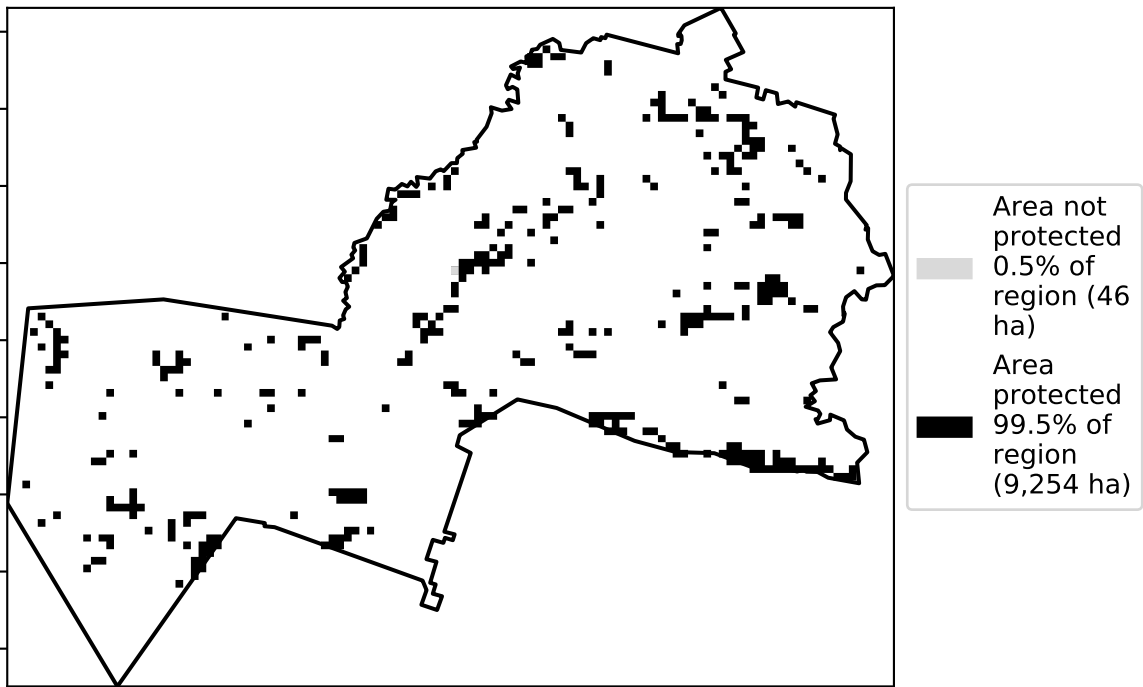 Area not
protected
0.5% of
region (46
ha)
Area
protected
99.5% of
region
(9,254 ha)